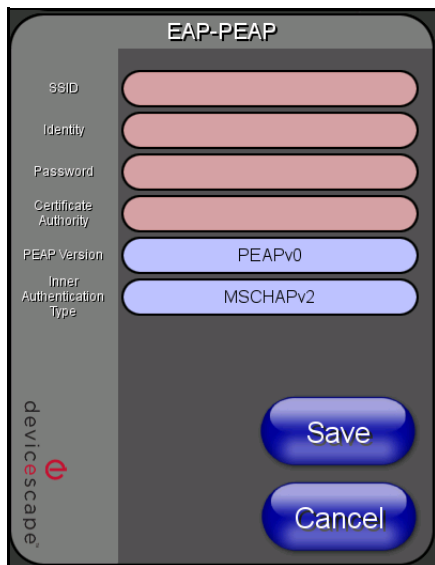 EAP-PEAP
SSID
Identity
Password
Certificate
Authority
PEAP Version
PEAPv0
Inner
Authentication
Type
MSCHAPv2
Save
Cancel
devicescape